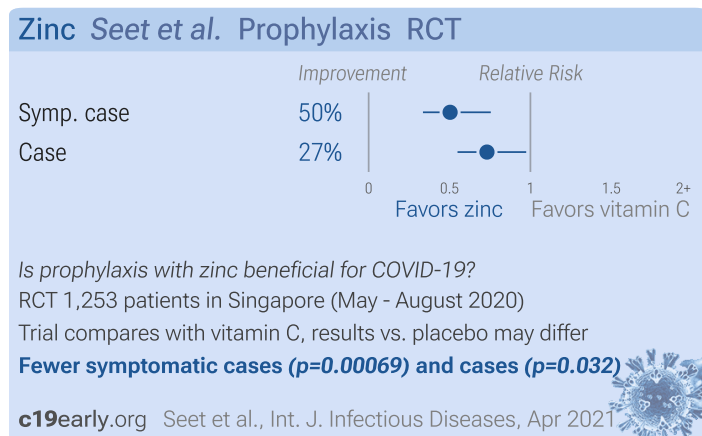 Zinc Seet et al. Prophylaxis RCT
Improvement Relative Risk
Symp. case 50%
Case 27%
0 0.5 1 1.5 2+
Favors zinc Favors vitamin C
Is prophylaxis with zinc beneficial for COVID-19?
RCT 1,253 patients in Singapore (May - August 2020)
Trial compares with vitamin C, results vs. placebo may differ
Fewer symptomatic cases (p=0.00069) and cases (p=0.032)
c19early.org Seet et al., Int. J. Infectious Diseases, Apr 2021